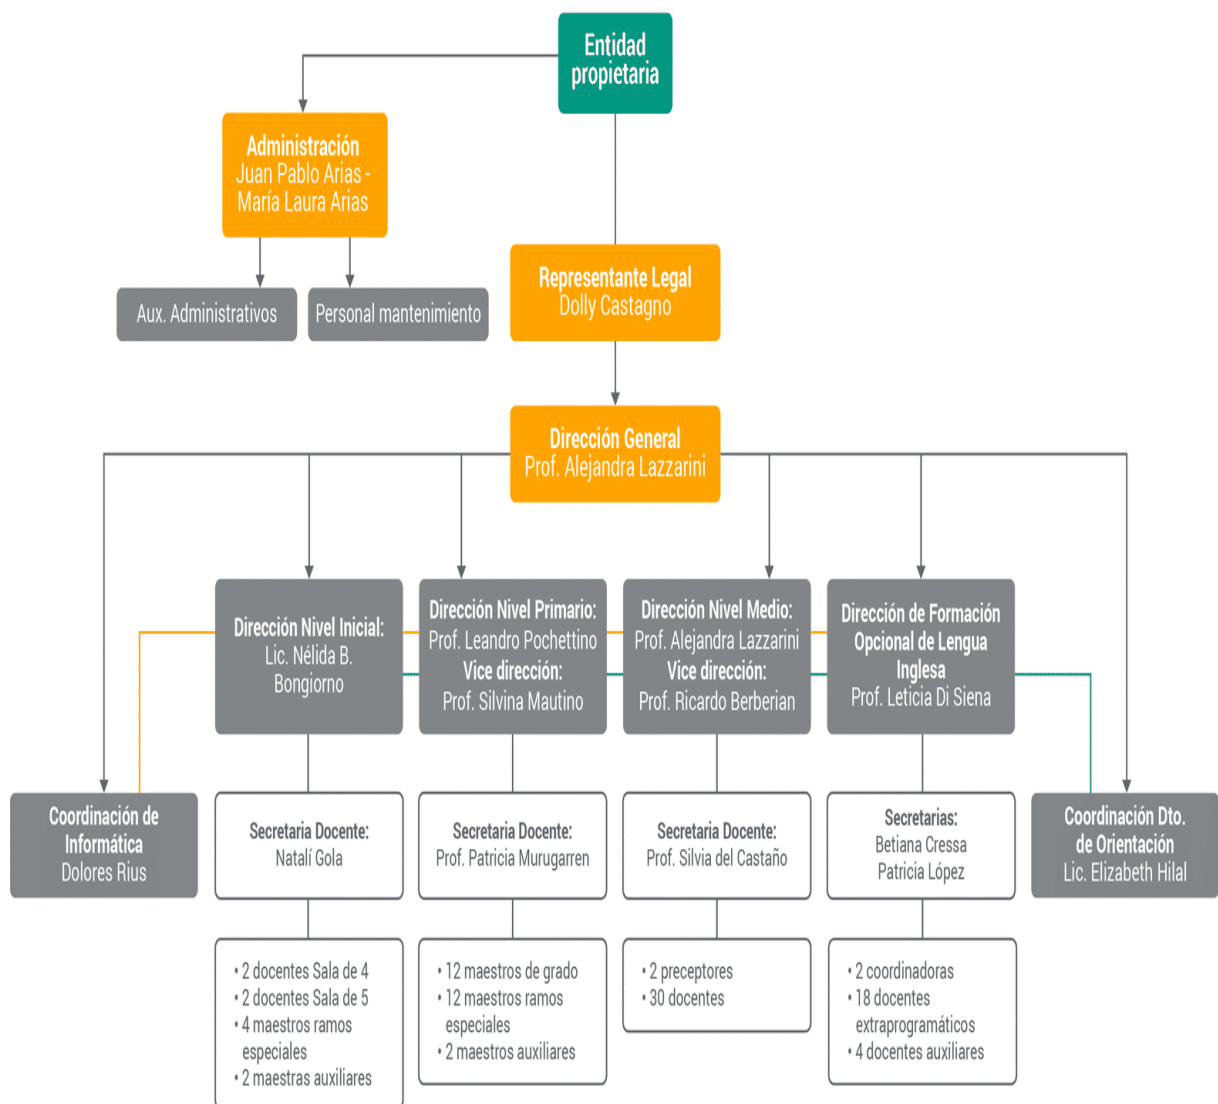 Entidad
propietaria
Administración
Juan Pablo Arias -
María Laura Arias
Aux. Administrativos
Personal mantenimiento
Representante Legal
Dolly Castagno
Dirección General
Prof. Alejandra Lazzarini
Dirección Nivel Inicial:
Lic. Nélida B.
Bongiorno
Dirección Nivel Primario:
Prof. Leandro Pochettino
Vice dirección:
Prof. Silvina Mautino
Dirección Nivel Medio:
Prof. Alejandra Lazzarini
Vice dirección:
Prof. Ricardo Berberian
Dirección de Formación
Opcional de Lengua
Inglesa
Prof. Leticia Di Siena
Coordinación de
Informática
Dolores Rius
Secretaria Docente:
Natalí Gola
Secretaria Docente:
Prof. Patricia Murugarren
Secretaria Docente:
Prof. Silvia del Castaño
Secretarias:
Betiana Cressa
Patricia López
Coordinación Dto.
de Orientación
Lic. Elizabeth Hilal
• 2 docentes Sala de 4
• 2 docentes Sala de 5
• 4 maestros ramos
especiales
• 2 maestras auxiliares
• 12 maestros de grado
• 12 maestros ramos
especiales
• 2 maestros auxiliares
• 2 preceptores
• 30 docentes
• 2 coordinadoras
• 18 docentes
extraprogramáticos
• 4 docentes auxiliares